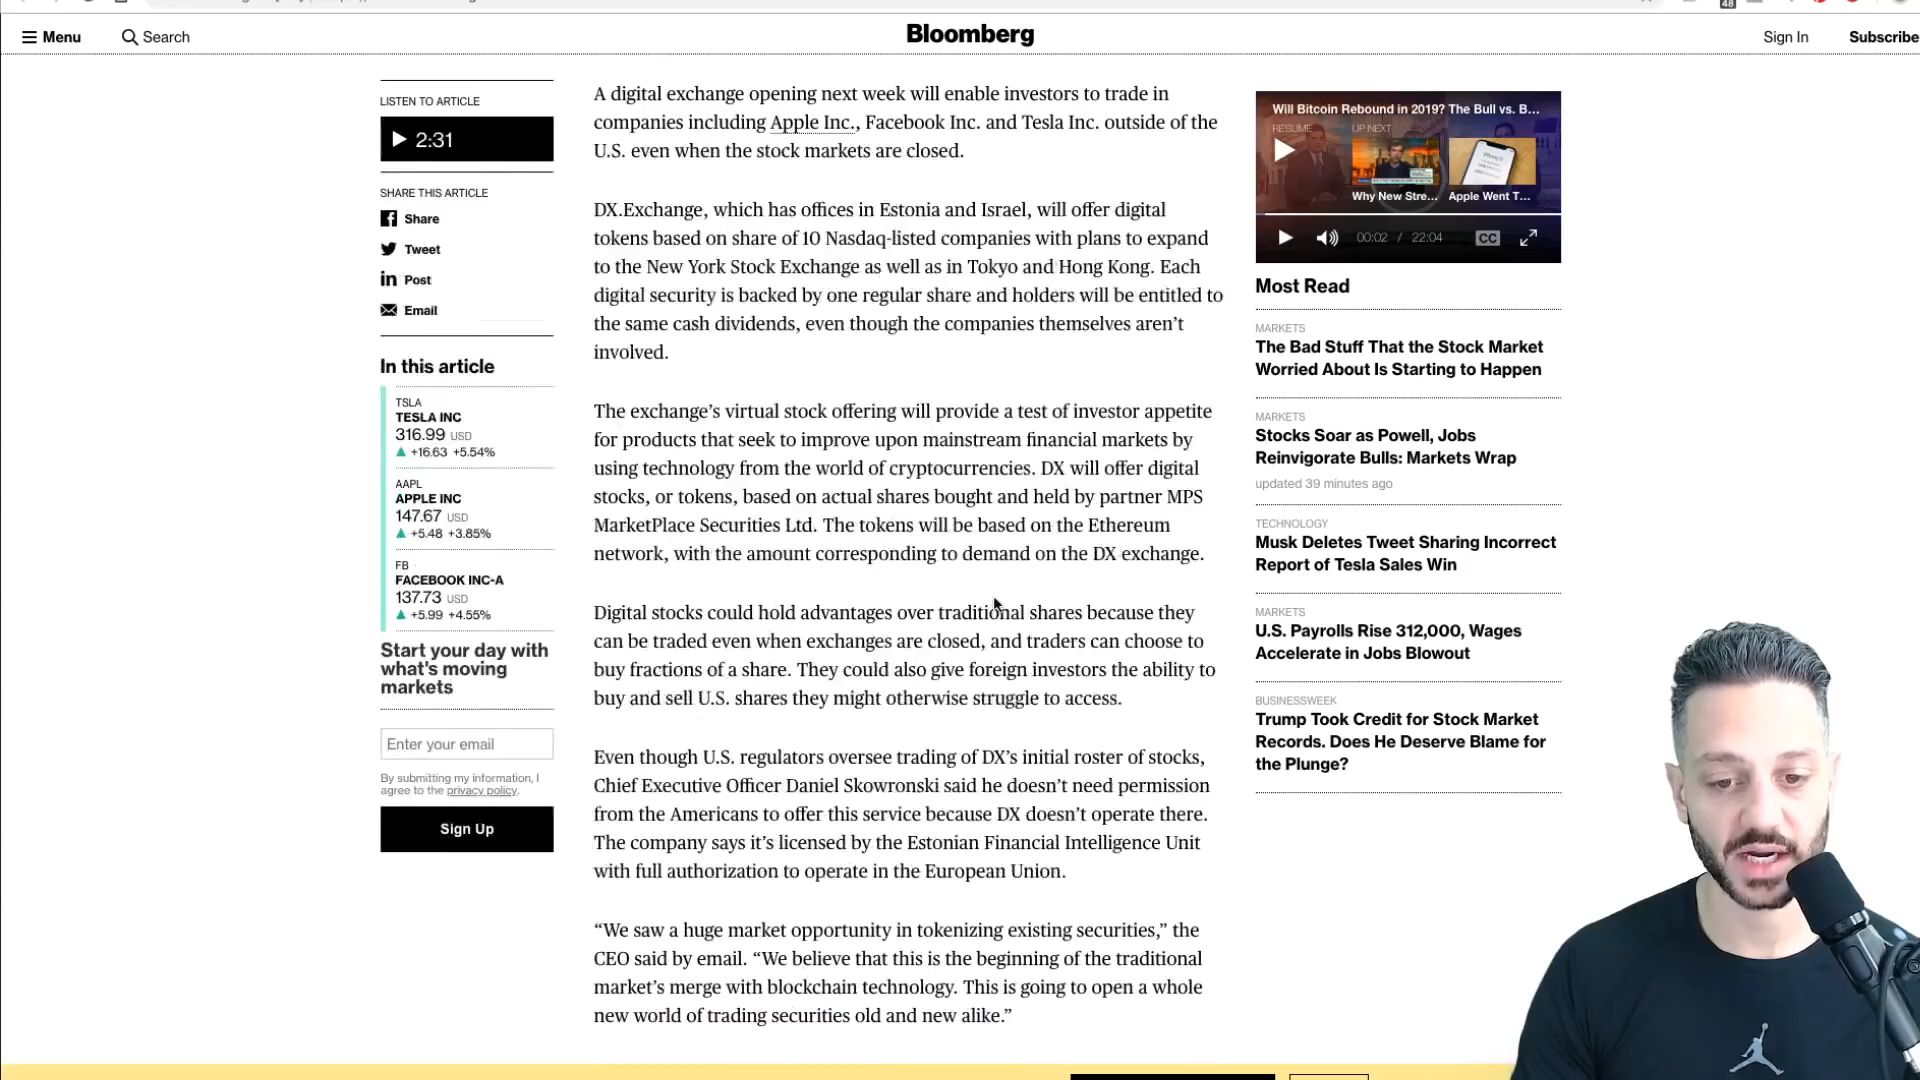 48
Menu
Search
Bloomberg
Sign In
Subscribe
LISTEN TO ARTICLE
2:31
SHARE THIS ARTICLE
Share
Tweet
Post
Email
In this article
TSLA
TESLA INC
316.99 USD
+16.63 +5.54%
AAPL
APPLE INC
147.67 USD
+5.48 +3.85%
FB
FACEBOOK INC-A
137.73 USD
+5.99 +4.55%
Start your day with
what's moving
markets
Enter your email
By submitting my information, I
agree to the privacy policy.
Sign Up
A digital exchange opening next week will enable investors to trade in
companies including Apple Inc., Facebook Inc. and Tesla Inc. outside of the
U.S. even when the stock markets are closed.
DX.Exchange, which has offices in Estonia and Israel, will offer digital
tokens based on share of 10 Nasdaq-listed companies with plans to expand
to the New York Stock Exchange as well as in Tokyo and Hong Kong. Each
digital security is backed by one regular share and holders will be entitled to
the same cash dividends, even though the companies themselves aren’t
involved.
The exchange’s virtual stock offering will provide a test of investor appetite
for products that seek to improve upon mainstream financial markets by
using technology from the world of cryptocurrencies. DX will offer digital
stocks, or tokens, based on actual shares bought and held by partner MPS
MarketPlace Securities Ltd. The tokens will be based on the Ethereum
network, with the amount corresponding to demand on the DX exchange.
Digital stocks could hold advantages over traditional shares because they
can be traded even when exchanges are closed, and traders can choose to
buy fractions of a share. They could also give foreign investors the ability to
buy and sell U.S. shares they might otherwise struggle to access.
Even though U.S. regulators oversee trading of DX’s initial roster of stocks,
Chief Executive Officer Daniel Skowronski said he doesn’t need permission
from the Americans to offer this service because DX doesn’t operate there.
The company says it’s licensed by the Estonian Financial Intelligence Unit
with full authorization to operate in the European Union.
“We saw a huge market opportunity in tokenizing existing securities,” the
CEO said by email. “We believe that this is the beginning of the traditional
market’s merge with blockchain technology. This is going to open a whole
new world of trading securities old and new alike.”
Will Bitcoin Rebound in 2019? The Bull vs. B...
RESUME
UP NEXT
Why New Stre...
Apple Went T...
00:02 / 22:04
CC
Most Read
MARKETS
The Bad Stuff That the Stock Market
Worried About Is Starting to Happen
MARKETS
Stocks Soar as Powell, Jobs
Reinvigorate Bulls: Markets Wrap
updated 39 minutes ago
TECHNOLOGY
Musk Deletes Tweet Sharing Incorrect
Report of Tesla Sales Win
MARKETS
U.S. Payrolls Rise 312,000, Wages
Accelerate in Jobs Blowout
BUSINESSWEEK
Trump Took Credit for Stock Market
Records. Does He Deserve Blame for
the Plunge?